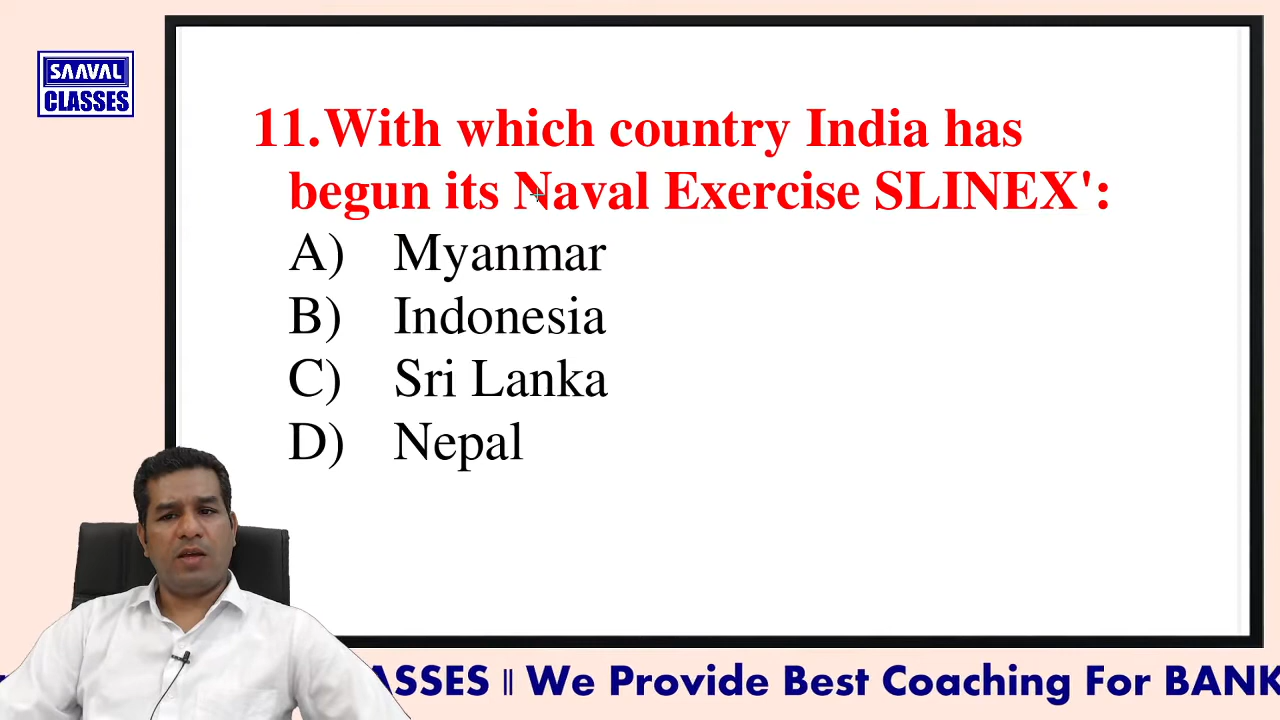 SAAVAL
CLASSES
11.With which country India has
begun its Naval Exercise SLINEX':
A) Myanmar
B) Indonesia
C) Sri Lanka
D) Nepal
ASSES || We Provide Best Coaching For BANK